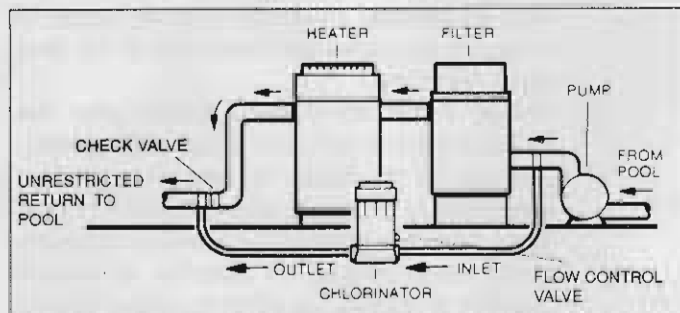 HEATER
FILTER
PUMP
CHECK VALVE
FROM
POOL
UNRESTRICTED
RETURN TO
POOL
OUTLET
INLET
CHLORINATOR
FLOW CONTROL
VALVE